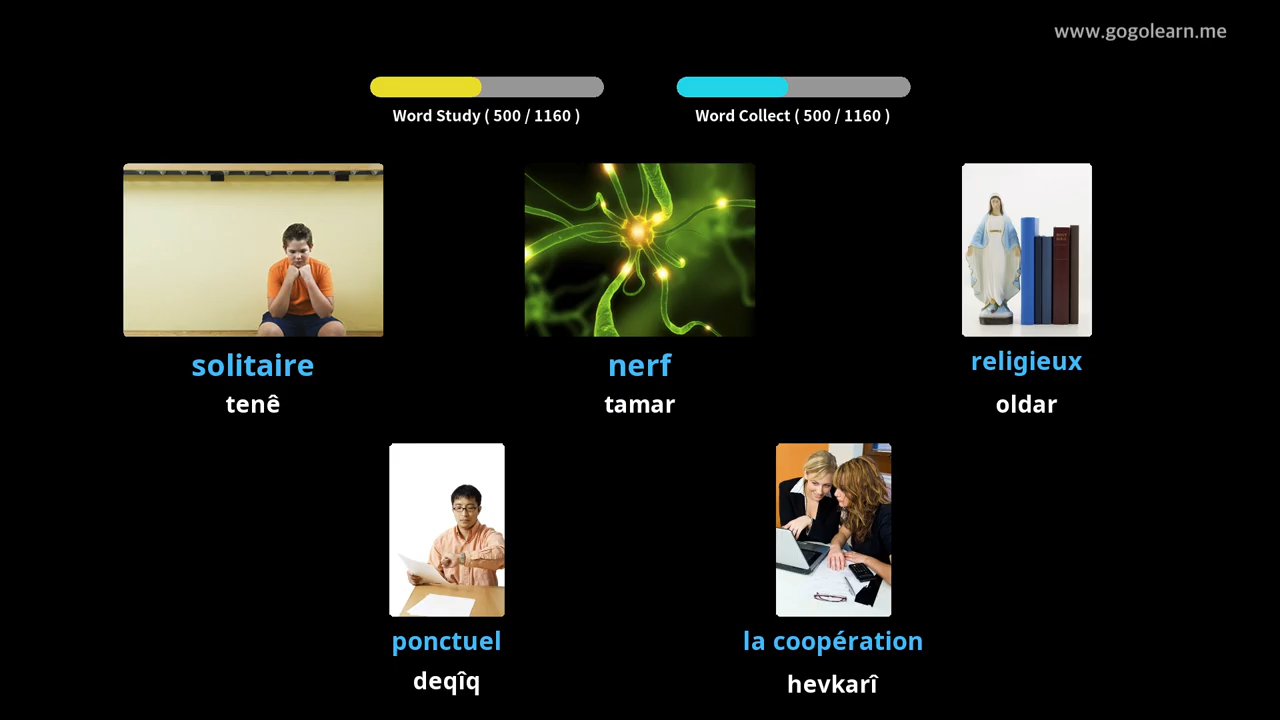 www.gogolearn.me
Word Study ( 500 / 1160 )
Word Collect ( 500 / 1160 )
solitaire
tenê
nerf
tamar
religieux
oldar
ponctuel
deqîq
la coopération
hevkarî